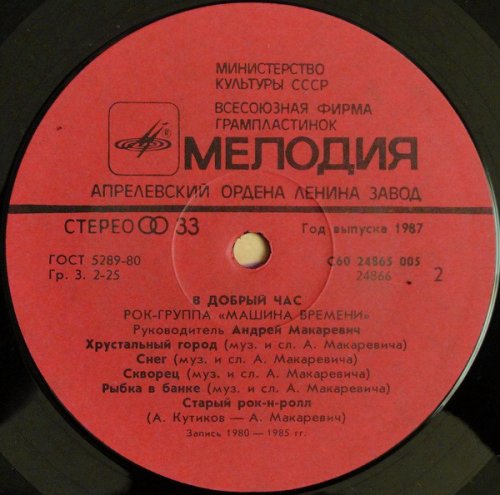 МИНИСТЕРСТВО
КУЛЬТУРЫ СССР
ВСЕСОЮЗНАЯ ФИРМА
ГРАМПЛАСТИНОК
МЕЛОДИЯ
АПРЕЛЕВСКИЙ ОРДЕНА ЛЕНИНА ЗАВОД
СТЕРЕО 33
Год выпуска 1987
ГОСТ 5289-80
С60 24865 005
Гр. 3. 2-25
24866 2
В ДОБРЫЙ ЧАС
РОК-ГРУППА «МАШИНА ВРЕМЕНИ»
Руководитель Андрей Макаревич
Хрустальный город (муз. и сл. А. Макаревича)
Снег (муз. и сл. А. Макаревича)
Скворец (муз. и сл. А. Макаревича)
Рыбка в банке (муз. и сл. А. Макаревича)
Старый рок-н-ролл
(А. Кутиков — А. Макаревич)
Запись 1980 — 1985 гг.